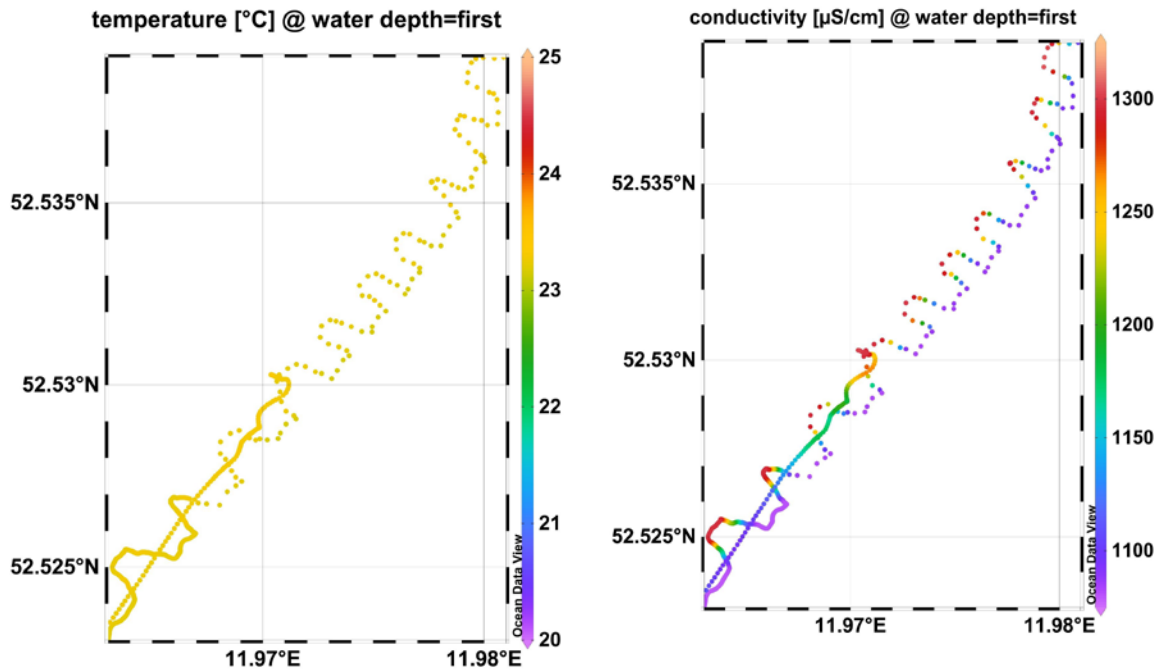 temperature [°C] @ water depth=first
25
24
23
22
21
20
52.535°N
52.53°N
52.525°N
11.97°E
11.98°E
Ocean Data View
conductivity [µS/cm] @ water depth=first
1300
1250
1200
1150
1100
52.535°N
52.53°N
52.525°N
11.97°E
11.98°E
Ocean Data View